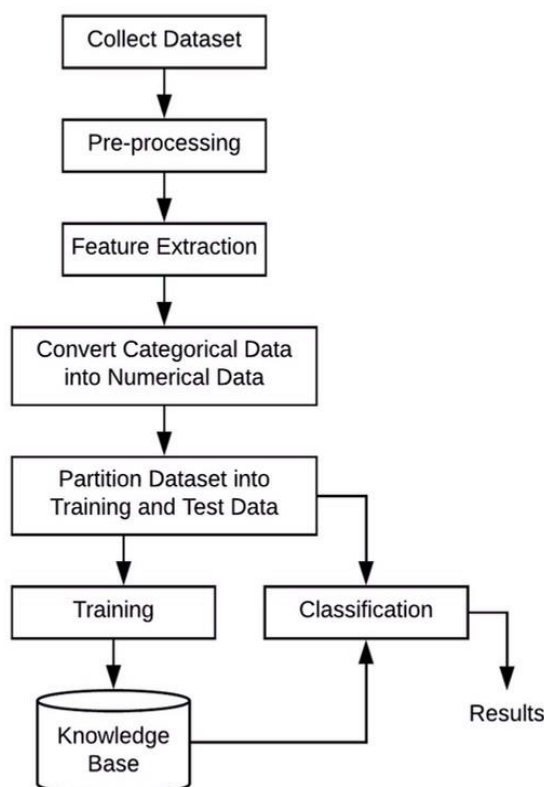 Collect Dataset
Pre-processing
Feature Extraction
Convert Categorical Data
into Numerical Data
Partition Dataset into
Training and Test Data
Training
Classification
Results
Knowledge
Base